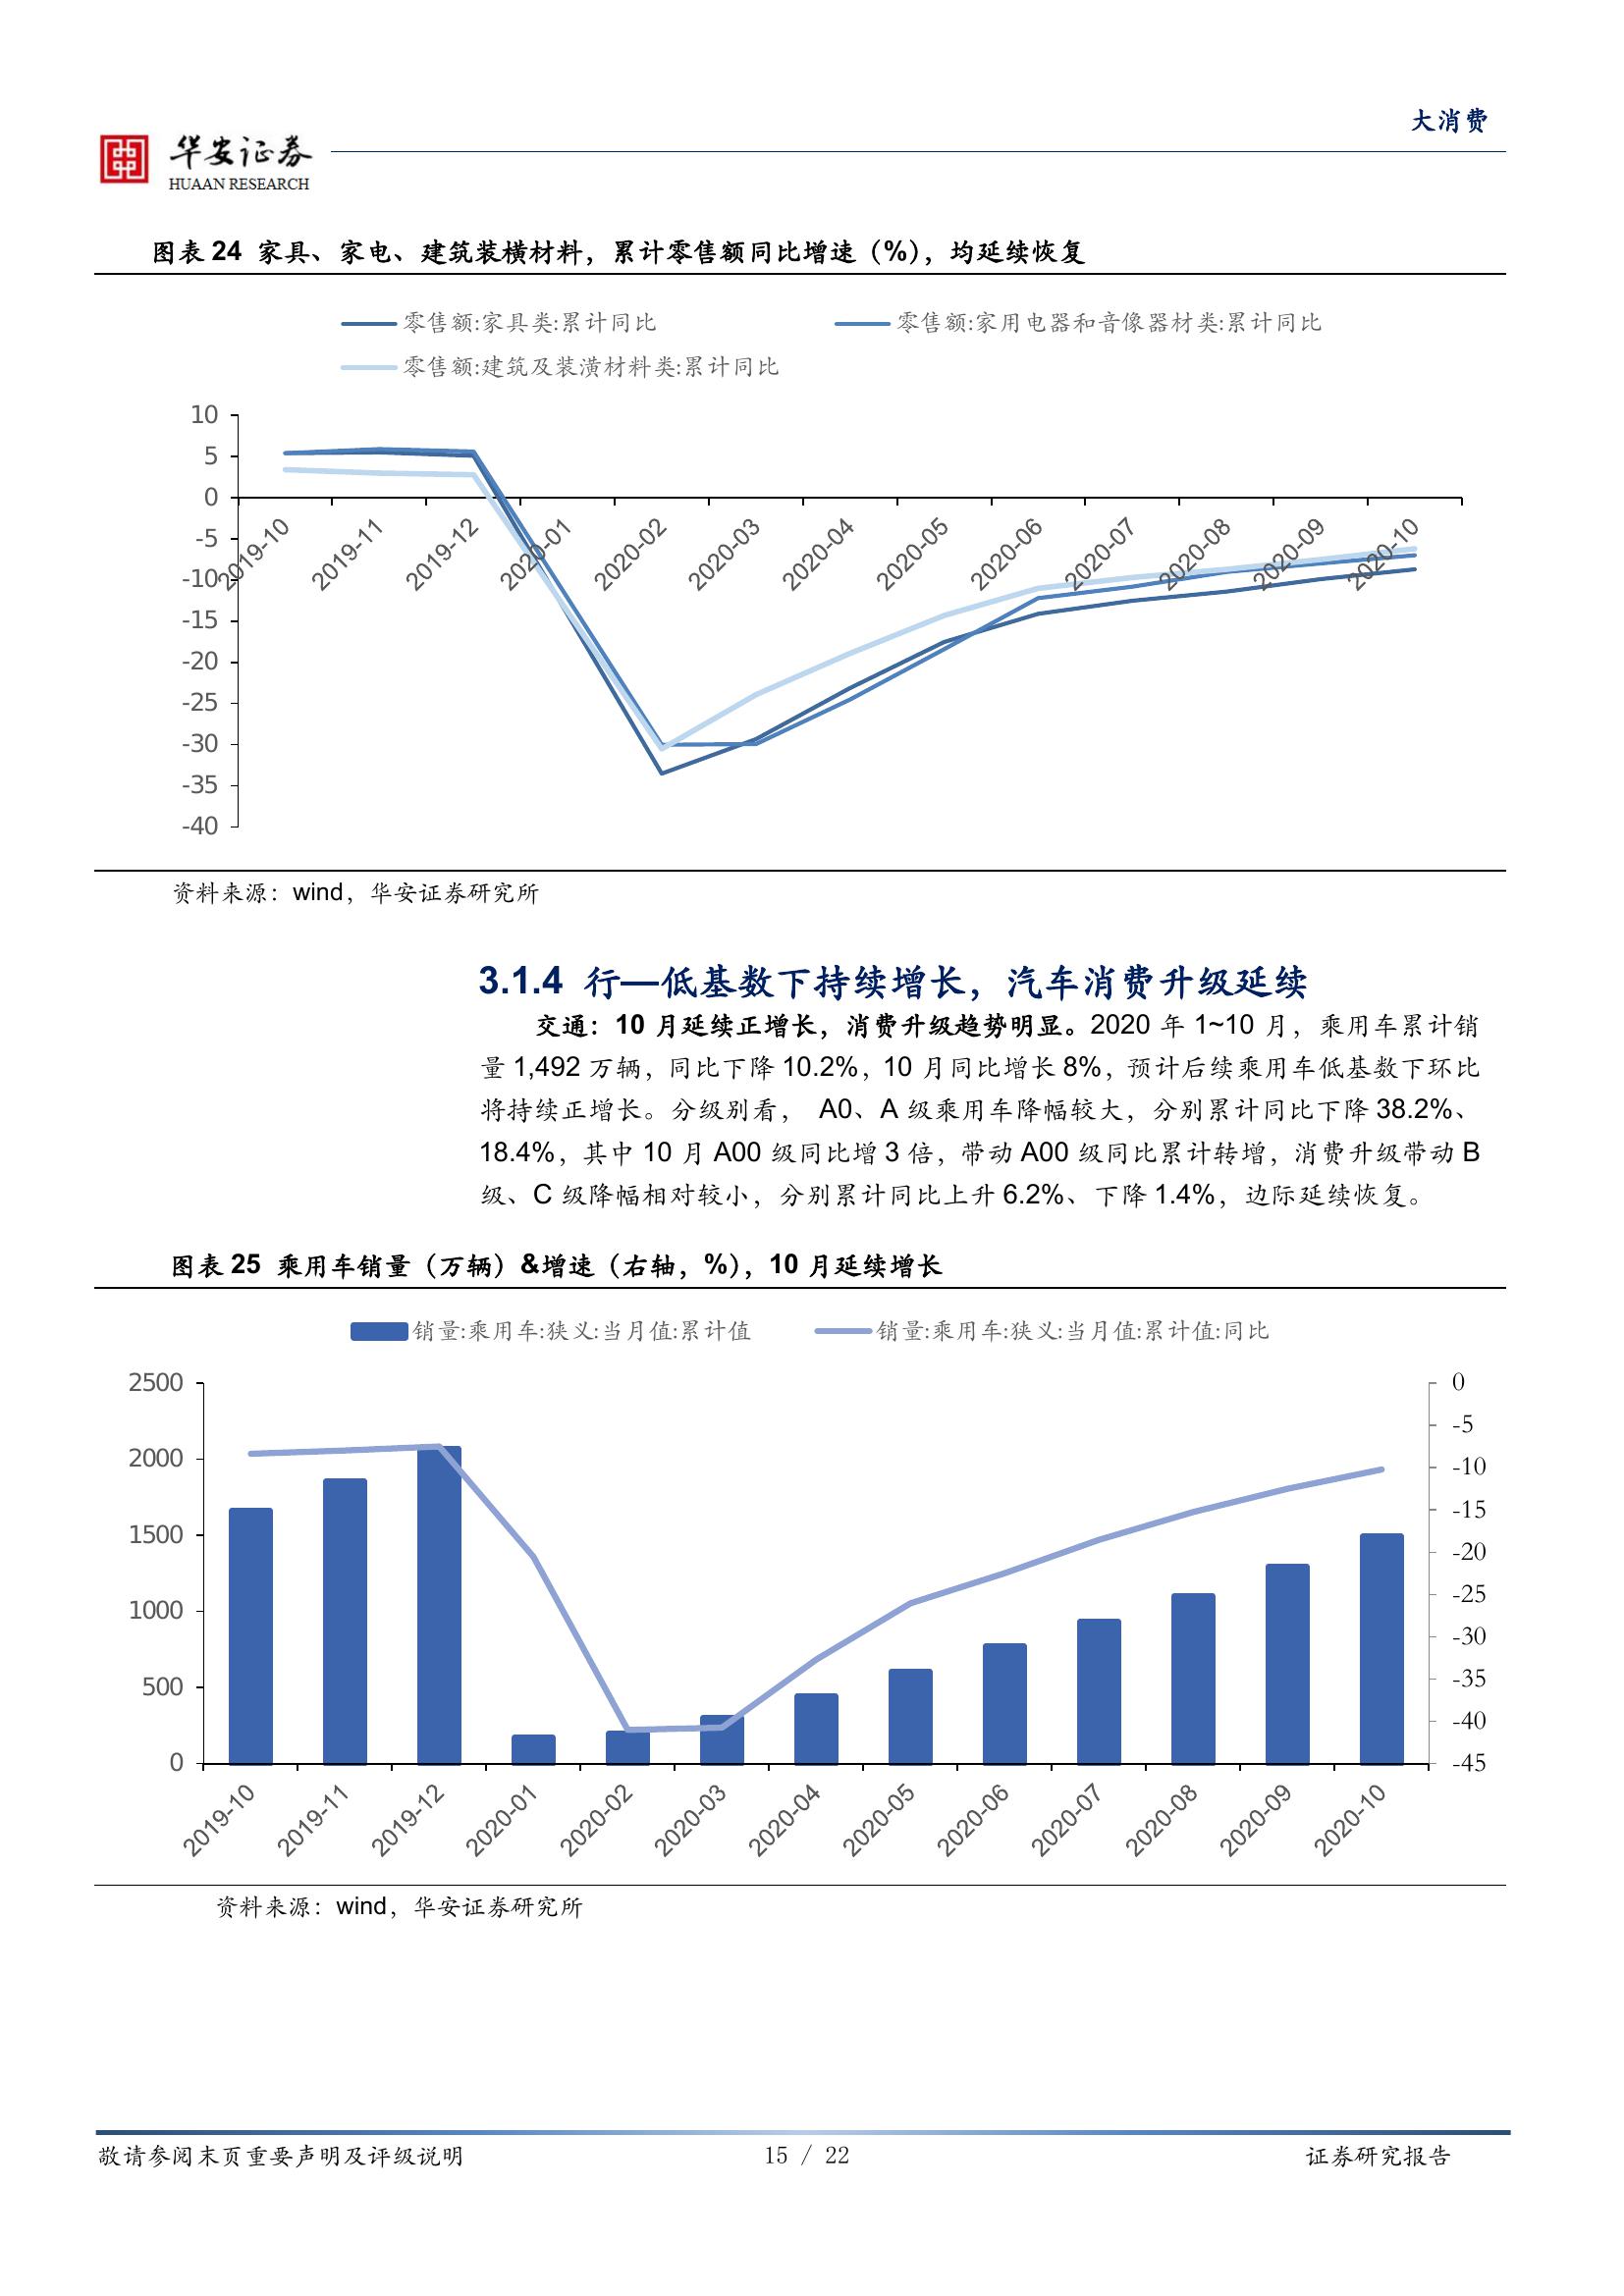 大消费
华安证券
HUAAN RESEARCH
图表 24 家具、家电、建筑装横材料，累计零售额同比增速（%），均延续恢复
零售额:家具类:累计同比
零售额:家用电器和音像器材类:累计同比
零售额:建筑及装潢材料类:累计同比
10
5
0
-5
-10
-15
-20
-25
-30
-35
-40
2019-10
2019-11
2019-12
2020-01
2020-02
2020-03
2020-04
2020-05
2020-06
2020-07
2020-08
2020-09
2020-10
资料来源：wind，华安证券研究所
3.1.4 行—低基数下持续增长，汽车消费升级延续
交通：10 月延续正增长，消费升级趋势明显。2020 年 1~10 月，乘用车累计销
量 1,492 万辆，同比下降 10.2%，10 月同比增长 8%，预计后续乘用车低基数下环比
将持续正增长。分级别看， A0、A 级乘用车降幅较大，分别累计同比下降 38.2%、
18.4%，其中 10 月 A00 级同比增 3 倍，带动 A00 级同比累计转增，消费升级带动 B
级、C 级降幅相对较小，分别累计同比上升 6.2%、下降 1.4%，边际延续恢复。
图表 25 乘用车销量（万辆）&增速（右轴，%），10 月延续增长
销量:乘用车:狭义:当月值:累计值
销量:乘用车:狭义:当月值:累计值:同比
2500
2000
1500
1000
500
0
0
-5
-10
-15
-20
-25
-30
-35
-40
-45
2019-10
2019-11
2019-12
2020-01
2020-02
2020-03
2020-04
2020-05
2020-06
2020-07
2020-08
2020-09
2020-10
资料来源：wind，华安证券研究所
敬请参阅末页重要声明及评级说明
15 / 22
证券研究报告